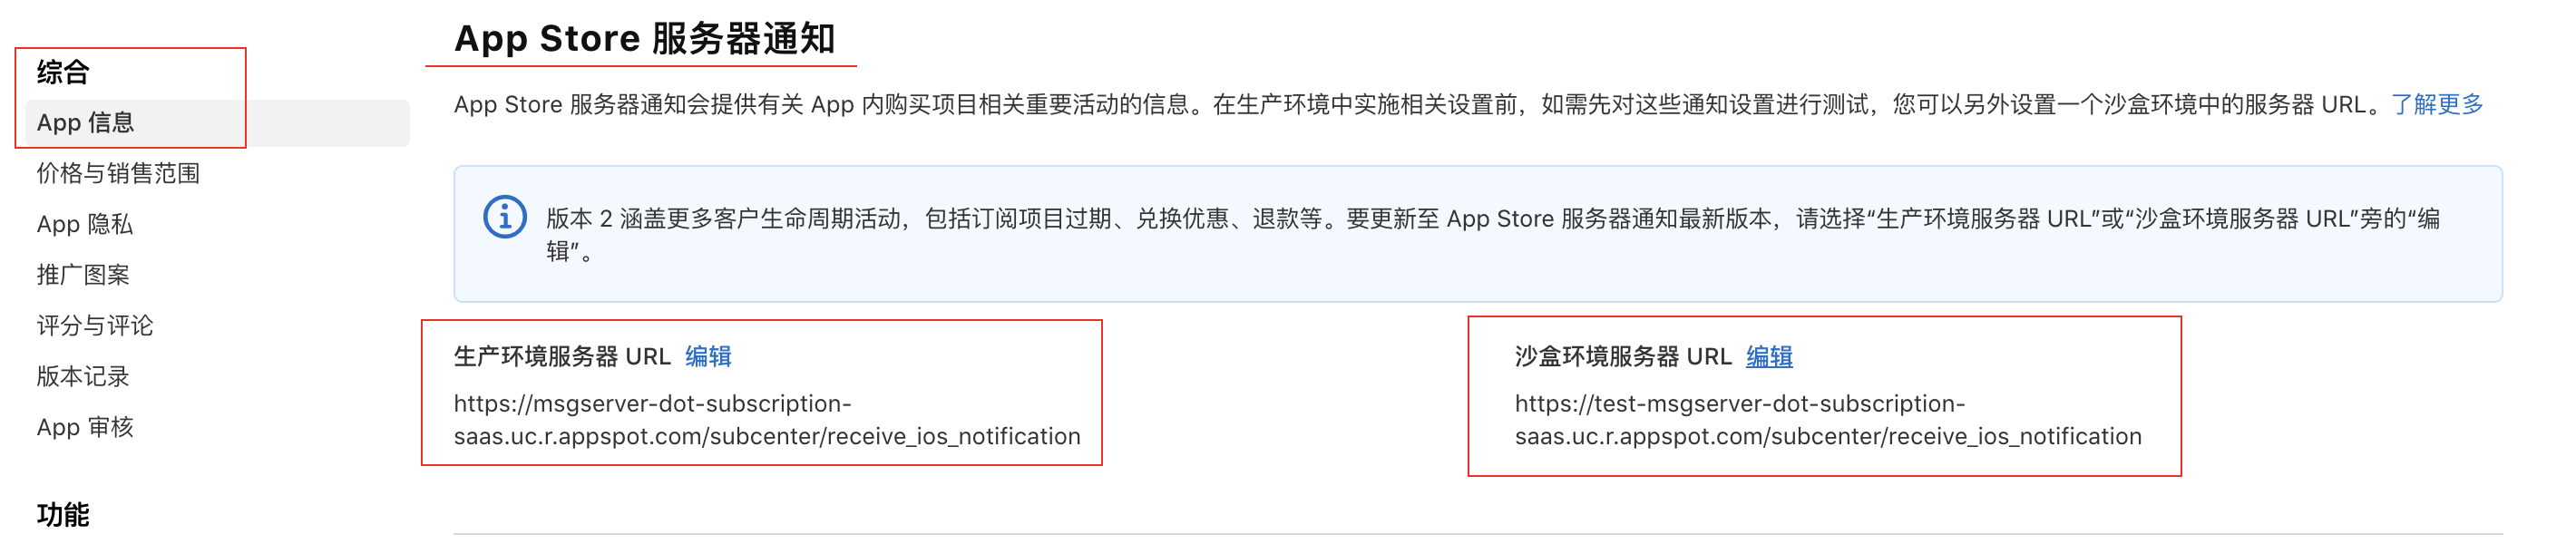 综合
App 信息
价格与销售范围
App 隐私
推广图案
评分与评论
版本记录
App 审核
功能
App Store 服务器通知
App Store 服务器通知会提供有关 App 内购买项目相关重要活动的信息。在生产环境中实施相关设置前，如需先对这些通知设置进行测试，您可以另外设置一个沙盒环境中的服务器 URL。了解更多
版本 2 涵盖更多客户生命周期活动，包括订阅项目过期、兑换优惠、退款等。要更新至 App Store 服务器通知最新版本，请选择“生产环境服务器 URL”或“沙盒环境服务器 URL”旁的“编
辑”。
生产环境服务器 URL 编辑
https://msgserver-dot-subscription-
saas.uc.r.appspot.com/subcenter/receive_ios_notification
沙盒环境服务器 URL 编辑
https://test-msgserver-dot-subscription-
saas.uc.r.appspot.com/subcenter/receive_ios_notification